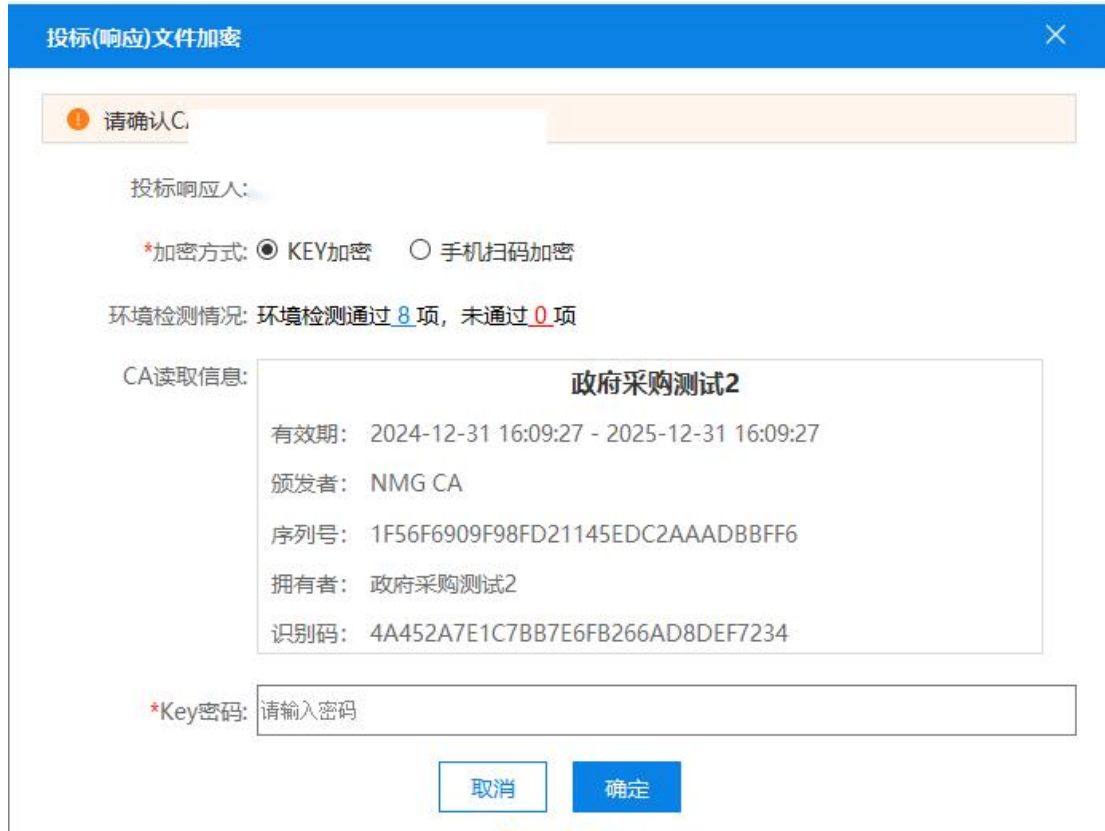 投标(响应)文件加密
请确认CA
投标响应人:
*加密方式: KEY加密 手机扫码加密
环境检测情况: 环境检测通过 8 项，未通过 0 项
CA读取信息:
政府采购测试2
有效期： 2024-12-31 16:09:27 - 2025-12-31 16:09:27
颁发者： NMG CA
序列号： 1F56F6909F98FD21145EDC2AAADBBFF6
拥有者： 政府采购测试2
识别码： 4A452A7E1C7BB7E6FB266AD8DEF7234
*Key密码: 请输入密码
取消 确定